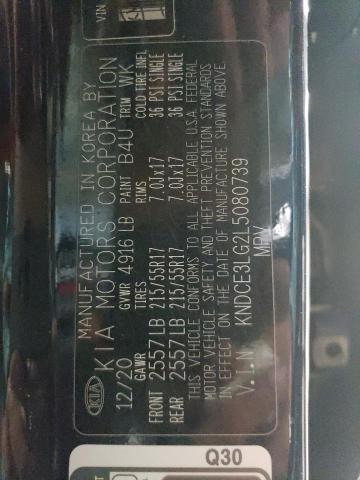 VIN
MANUFACTURED IN KOREA BY
KIA KIA MOTORS CORPORATION
12/20 GVWR 4916 LB PAINT B4U TRIM WK
GAWR TIRES RIMS COLD TIRE INFL
FRONT 2557 LB 215/55R17 7.0Jx17 36 PSI SINGLE
REAR 2557 LB 215/55R17 7.0Jx17 36 PSI SINGLE
THIS VEHICLE CONFORMS TO ALL APPLICABLE U.S.A FEDERAL
MOTOR VEHICLE SAFETY AND THEFT PREVENTION STANDARDS
IN EFFECT ON THE DATE OF MANUFACTURE SHOWN ABOVE.
V.I.N KNDCE3LG2L5080739
MPV
Q30